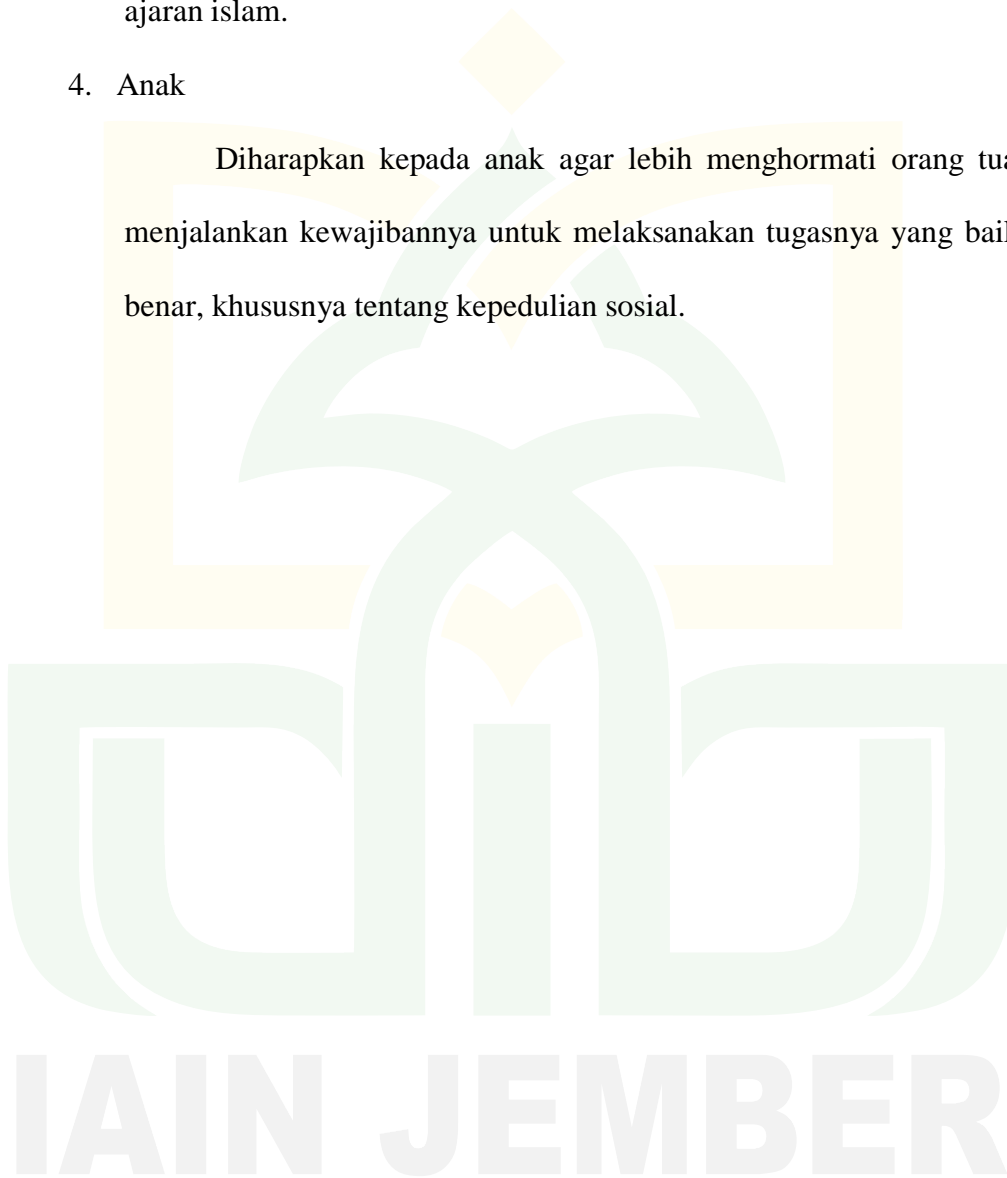 ajaran islam.
4. Anak
Diharapkan kepada anak agar lebih menghormati orang tua
menjalankan kewajibannya untuk melaksanakan tugasnya yang
benar, khususnya tentang kepedulian sosial.
IAIN JEMBER